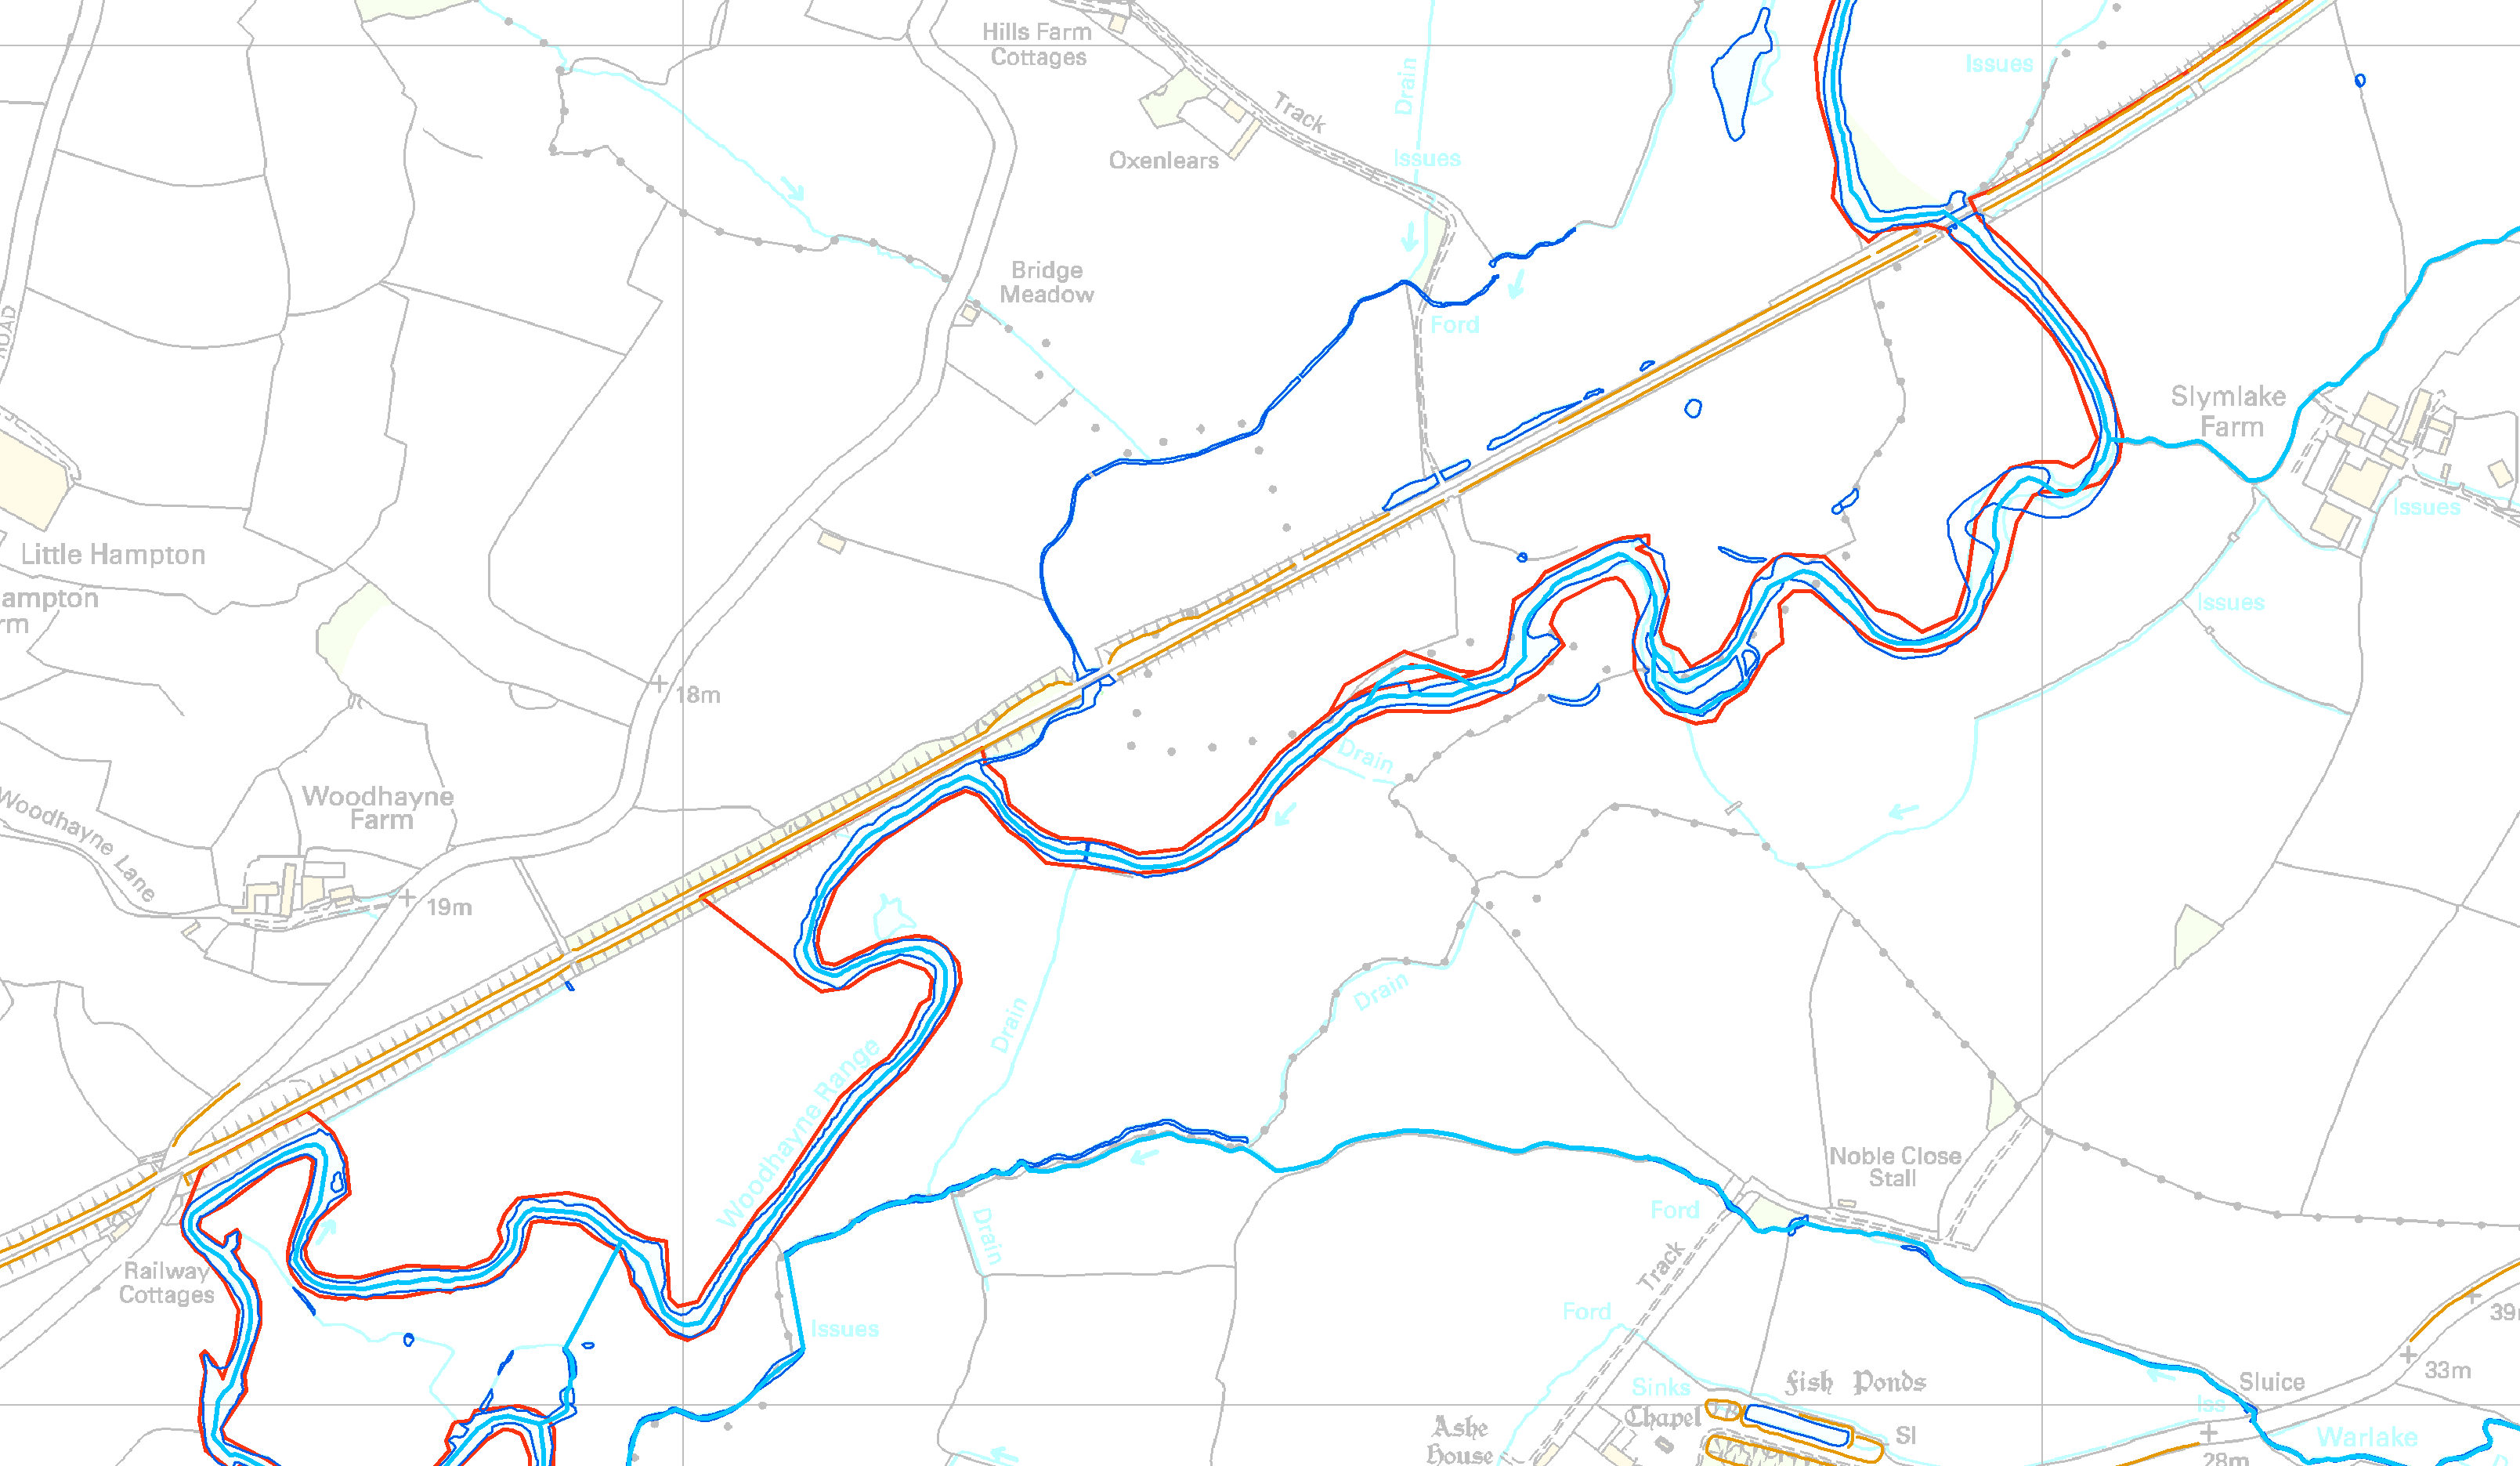 Hills Farm
Cottages
Issues
Drain
Track
Oxenlears
Issues
ROAD
Bridge
Meadow
Ford
Slymlake
Farm
Issues
Little Hampton
ampton
rm
Issues
18m
Drain
Woodhayne
Farm
Woodhayne Lane
19m
Drain
Drain
Woodhayne Range
Noble Close
Stall
Ford
Drain
Track
Railway
Cottages
39m
Ford
Issues
33m
Sinks
Fish Ponds
Sluice
Iss
Chapel
Ashe
House
Sl
Warlake
28m